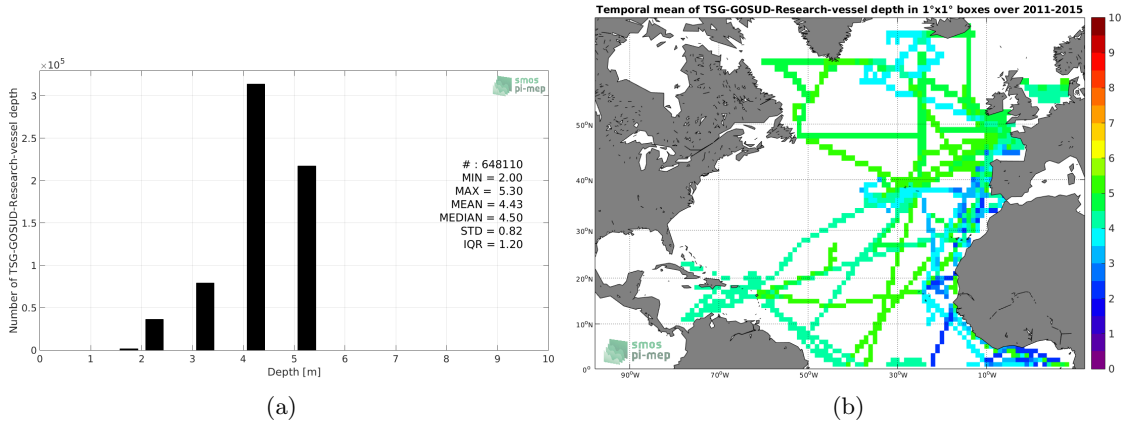 ×10⁵
3
2.5
2
1.5
1
0.5
0
0 1 2 3 4 5 6 7 8 9 10
Number of TSG-GOSUD-Research-vessel depth
Depth [m]
smos
pi-mep
# : 648110
MIN = 2.00
MAX = 5.30
MEAN = 4.43
MEDIAN = 4.50
STD = 0.82
IQR = 1.20
(a)
Temporal mean of TSG-GOSUD-Research-vessel depth in 1°x1° boxes over 2011-2015
50°N
40°N
30°N
20°N
10°N
0°
90°W 70°W 50°W 30°W 10°W
smos
pi-mep
10
9
8
7
6
5
4
3
2
1
0
(b)